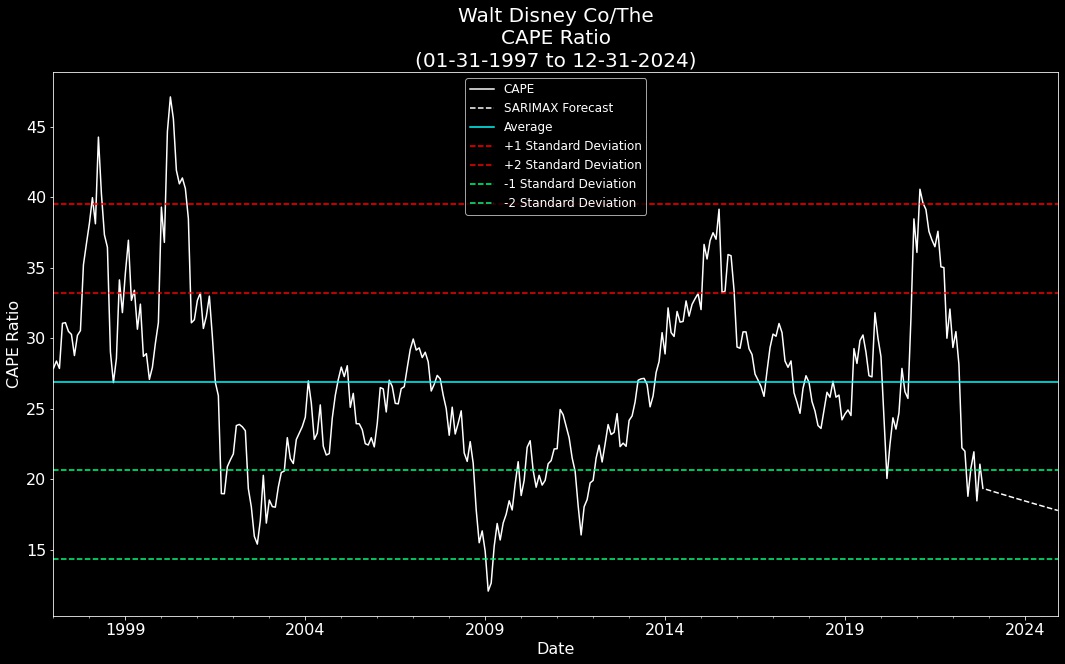 Walt Disney Co/The
CAPE Ratio
(01-31-1997 to 12-31-2024)
CAPE
SARIMAX Forecast
Average
+1 Standard Deviation
+2 Standard Deviation
-1 Standard Deviation
-2 Standard Deviation
45
40
35
30
25
20
15
CAPE Ratio
1999
2004
2009
2014
2019
2024
Date